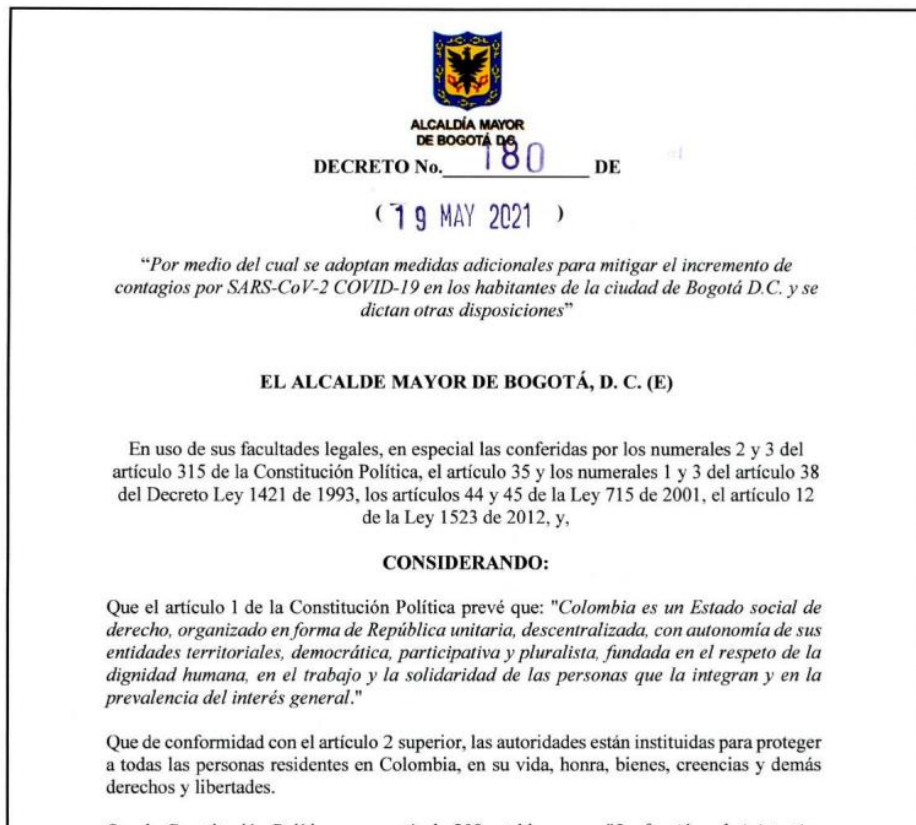 ALCALDÍA MAYOR
DE BOGOTÁ D.C.
DECRETO No. 180 DE
( 19 MAY 2021 )
“Por medio del cual se adoptan medidas adicionales para mitigar el incremento de
contagios por SARS-CoV-2 COVID-19 en los habitantes de la ciudad de Bogotá D.C. y se
dictan otras disposiciones”
EL ALCALDE MAYOR DE BOGOTÁ, D. C. (E)
En uso de sus facultades legales, en especial las conferidas por los numerales 2 y 3 del
artículo 315 de la Constitución Política, el artículo 35 y los numerales 1 y 3 del artículo 38
del Decreto Ley 1421 de 1993, los artículos 44 y 45 de la Ley 715 de 2001, el artículo 12
de la Ley 1523 de 2012, y,
CONSIDERANDO:
Que el artículo 1 de la Constitución Política prevé que: "Colombia es un Estado social de
derecho, organizado en forma de República unitaria, descentralizada, con autonomía de sus
entidades territoriales, democrática, participativa y pluralista, fundada en el respeto de la
dignidad humana, en el trabajo y la solidaridad de las personas que la integran y en la
prevalencia del interés general."
Que de conformidad con el artículo 2 superior, las autoridades están instituidas para proteger
a todas las personas residentes en Colombia, en su vida, honra, bienes, creencias y demás
derechos y libertades.